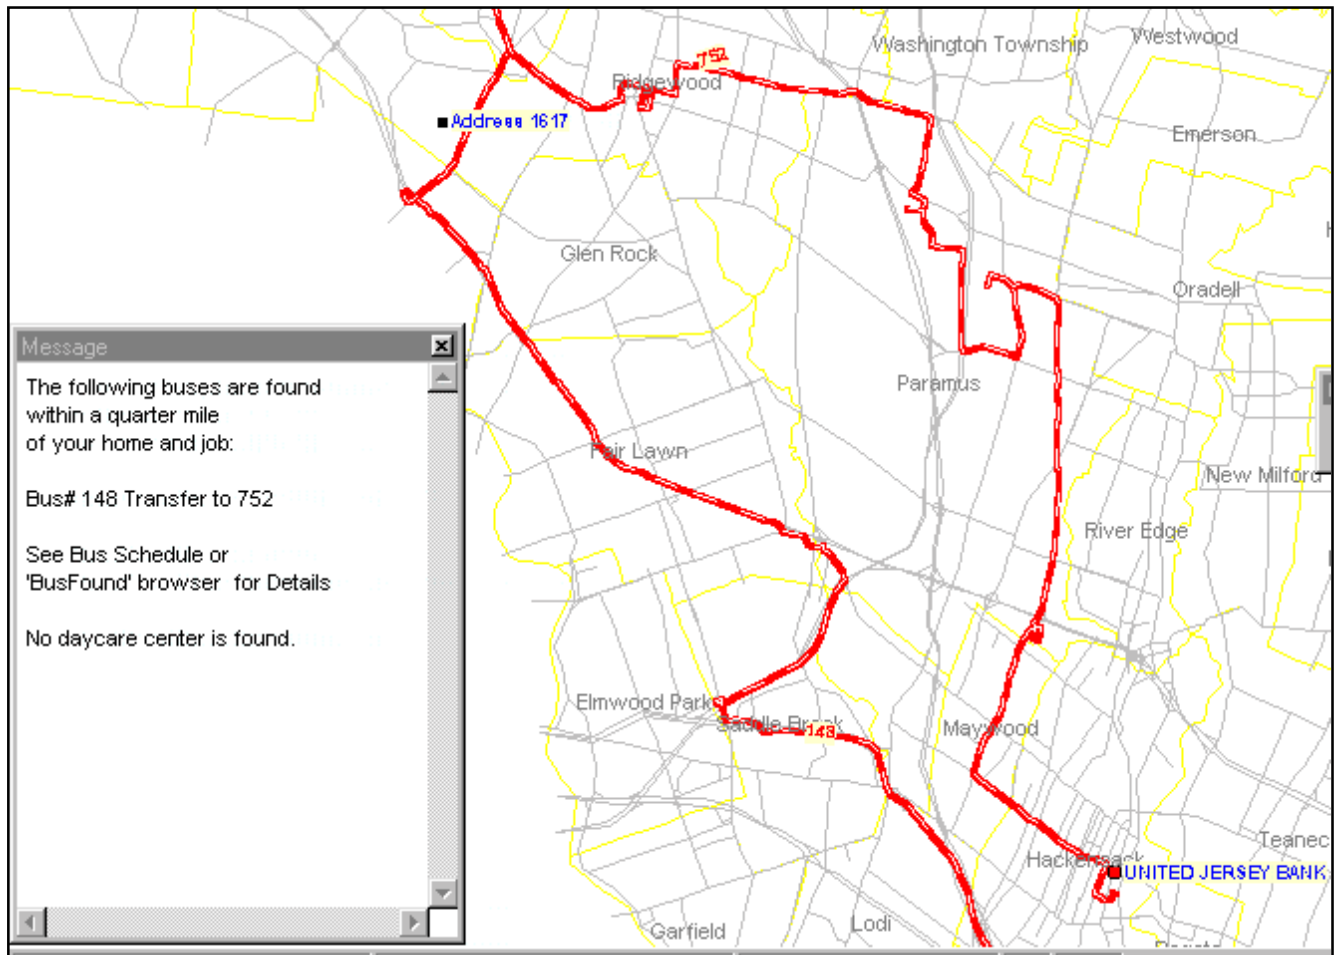 Washington Township
Westwood
752
Ridgewood
Address 1617
Emerson
Glen Rock
Oradell
Message
The following buses are found
within a quarter mile
of your home and job:
Bus# 148 Transfer to 752
See Bus Schedule or
'BusFound' browser for Details
No daycare center is found.
Paramus
Fair Lawn
New Milford
River Edge
Elmwood Park
Saddle Brook
148
Maywood
Teanec
Hackensack
UNITED JERSEY BANK
Lodi
Garfield